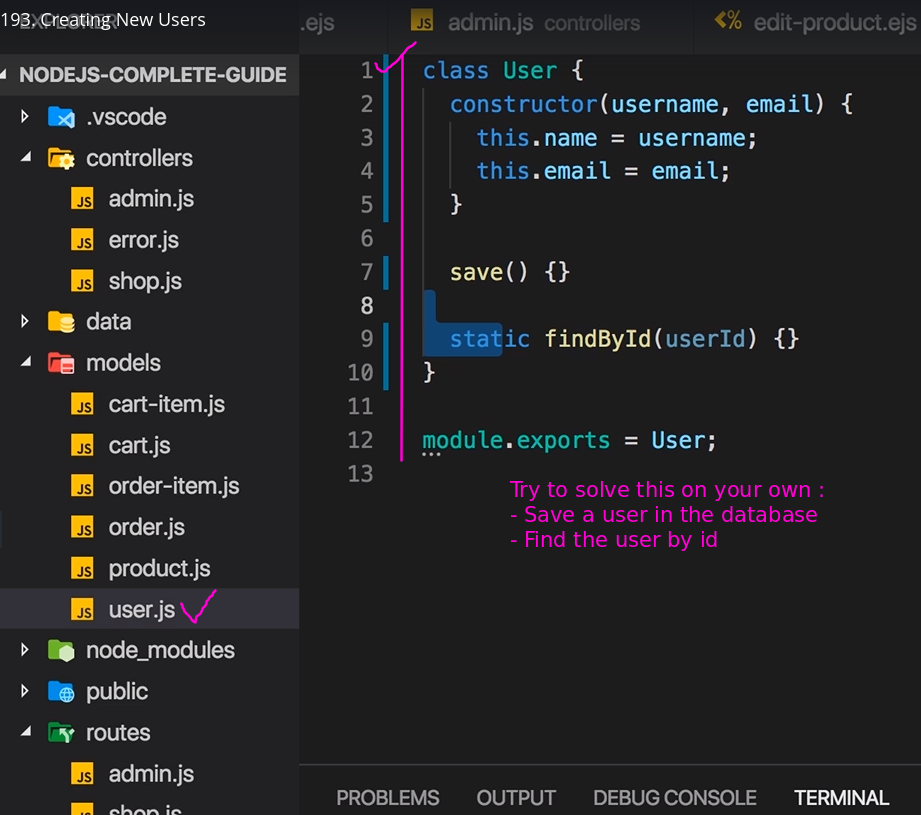 193. Creating New Users
EXPLORER
.ejs
JS admin.js controllers
<% edit-product.ejs
NODEJS-COMPLETE-GUIDE
.vscode
controllers
JS admin.js
JS error.js
JS shop.js
data
models
JS cart-item.js
JS cart.js
JS order-item.js
JS order.js
JS product.js
JS user.js
node_modules
public
routes
JS admin.js
JS shop.js
1 class User {
2 constructor(username, email) {
3 this.name = username;
4 this.email = email;
5 }
6
7 save() {}
8
9 static findById(userId) {}
10 }
11
12 module.exports = User;
13
Try to solve this on your own :
- Save a user in the database
- Find the user by id
PROBLEMS OUTPUT DEBUG CONSOLE TERMINAL